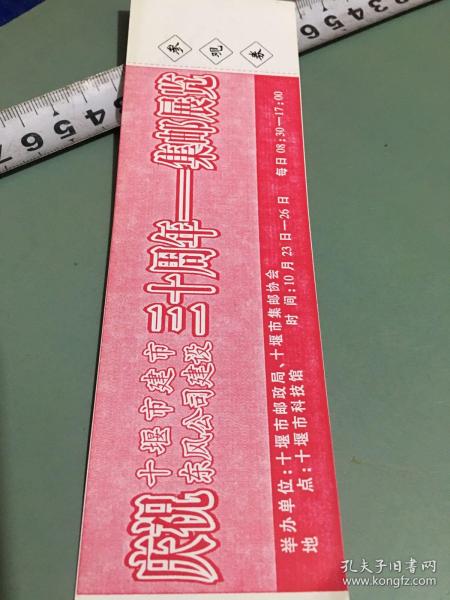 参观券
庆祝
十堰市建市
东风公司建设
三十周年——集邮展览
举办单位:十堰市邮政局、十堰市集邮协会
时间:10月23日—26日 每日08:30—17:00
地点:十堰市科技馆
孔夫子旧书网
www.kongfz.com